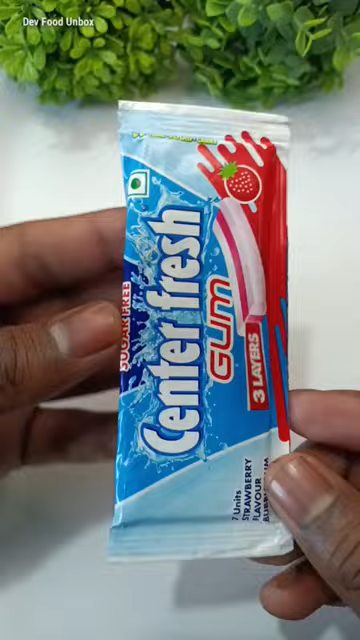 Dev Food Unbox
SUGAR FREE
Center fresh
GUM
3 LAYERS
7 Units
STRAWBERRY
FLAVOUR